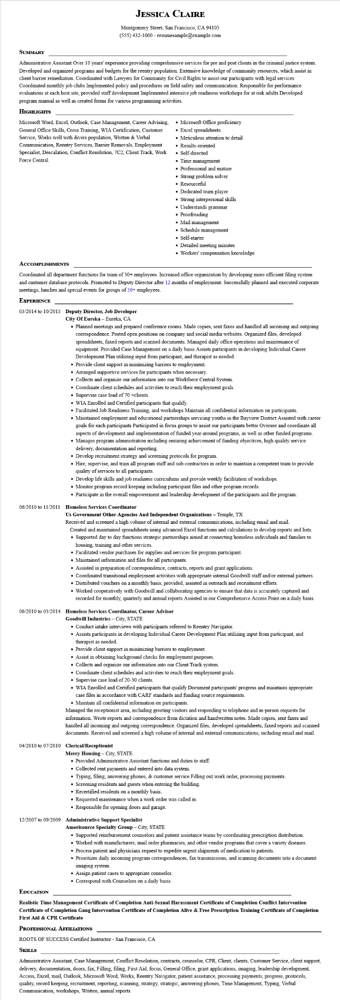 Jessica Claire
Montgomery Street, San Francisco, CA 94105
(555) 432-1000 - resumesample@example.com
Summary
Administrative Assistant Over 10 years' experience providing comprehensive services for pre and post clients in the criminal justice system.
Developed and organized programs and budgets for the reentry population. Extensive knowledge of community resources, which assist in
client barrier remediation. Coordinated with Lawyers for Community for Civil Rights to assist our participants with legal services
Coordinated monthly job clubs Implemented policy and procedures on field safety and communication. Responsible for performance
evaluations at each host site, provided staff development Implemented intensive job readiness workshops for at risk adults Developed
program manual as well as created forms for various programming activities.
Highlights
Microsoft Word, Excel, Outlook, Case Management, Career Advising,
General Office Skills, Cross Training, WIA Certification, Customer
Service, Works well with divers population, Written & Verbal
Communication, Reentry Services, Barrier Removals, Employment
Specialist, Descalation, Conflict Resolution, 7C2, Client Track, Work
Force Central.
• Microsoft Office proficiency
• Excel spreadsheets
• Meticulous attention to detail
• Results-oriented
• Self-directed
• Time management
• Professional and mature
• Strong problem solver
• Resourceful
• Dedicated team player
• Strong interpersonal skills
• Understands grammar
• Proofreading
• Mail management
• Schedule management
• Self-starter
• Detailed meeting minutes
• Workers' compensation knowledge
Accomplishments
Coordinated all department functions for team of 50+ employees. Increased office organization by developing more efficient filing system
and customer database protocols. Promoted to Deputy Director after 12 months of employment. Successfully planned and executed corporate
meetings, lunches and special events for groups of 50+ employees.
Experience
03/2014 to 10/2015 Deputy Director, Job Developer
City Of Eureka – Eureka, CA
• Planned meetings and prepared conference rooms. Made copies, sent faxes and handled all incoming and outgoing
correspondence. Posted open positions on company and social media websites. Organized files, developed
spreadsheets, faxed reports and scanned documents. Managed daily office operations and maintenance of
equipment. Provided Case Management on a daily basis Assists participants in developing Individual Career
Development Plan utilizing input from participant, and therapist as needed.
• Provide client support in minimizing barriers to employment.
• Arranged supportive services for participants when necessary.
• Collects and organize our information into our Workforce Central System.
• Coordinate client schedules and activities to reach their employment goals.
• Supervise case load of 70 +clients.
• WIA Enrolled and Certified participants that qualify.
• Facilitated Job Readiness Training, and workshops Maintain all confidential information on participants.
• Maintained employment and educational partnerships servicing youths in the Bayview District Assisted with career
goals for each participants Participated in focus groups to assist our participants better Oversee and coordinate all
aspects of development and implementation of funded year-around programs, as well as other funded programs.
• Manages program administration including ensuring achievement of funding objectives, high quality service
delivery, documentation and reporting.
• Develop recruitment strategy and screening protocols for program.
• Hire, supervise, and train all program staff and sub-contractors in order to maintain a competent team to provide
quality of services to all participants.
• Develop life skills and job readiness curriculums and provide weekly facilitation of workshops.
• Monitor program record keeping including participant files and other program records.
• Participate in the overall empowerment and leadership development of the participants and the program.
06/2010 to 11/2011 Homeless Services Coordinator
Us Government Other Agencies And Independent Organizations – Temple, TX
Received and screened a high volume of internal and external communications, including email and mail.
Created and maintained spreadsheets using advanced Excel functions and calculations to develop reports and lists.
• Supported day to day functions strategic partnerships aimed at connecting homeless individuals and families to
housing, training and other services.
• Facilitated vendor purchases for supplies and services for program participant.
• Maintained information and files for all participants.
• Assisted in preparation of correspondence, contracts, reports and grant applications.
• Coordinated transitional employment activities with appropriate internal Goodwill staff and/or external partners.
• Distributed vouchers on a monthly basis, provided, assisted in outreach and recruitment efforts.
• Worked cooperatively with Goodwill and collaborating agencies to ensure that data is accurately captured and
recorded for monthly, quarterly and annual reports Assisted in our Comprehensive Access Point on a daily basis.
06/2010 to 03/2014 Homeless Services Coordinator, Career Advisor
Goodwill Industries – City, STATE
• Conduct intake interviews with participants referred to Reentry Navigator.
• Assists participants in developing Individual Career Development Plan utilizing input from participant, and
therapist as needed.
• Provide client support in minimizing barriers to employment.
• Assist in obtaining background checks for employment purposes.
• Collects and organize our information into our Client Track system.
• Coordinate client schedules and activities to reach their employment goals.
• Supervise case load of 20-30 clients.
• WIA Enrolled and Certified participants that qualify Document participants' progress and maintains appropriate
case files in accordance with CARF standards and funding source requirements.
• Maintain all confidential information on participants.
Managed the receptionist area, including greeting visitors and responding to telephone and in-person requests for
information. Wrote reports and correspondence from dictation and handwritten notes. Made copies, sent faxes and
handled all incoming and outgoing correspondence. Organized files, developed spreadsheets, faxed reports and scanned
documents. Received and screened a high volume of internal and external communications, including email and mail.
04/2010 to 07/2010 Clerical/Receptionist
Mercy Housing – City, STATE
• Provided Administrative Assistant functions and duties to staff.
• Collected rent payments and entered into data system.
• Typing, filing, answering phones, & customer service Filling out work order, processing payments.
• Screening residents and guests when entering the building.
• Recertified residents on a monthly basis.
• Requested maintenance when a work order was called in.
• Responsible for opening doors and garage.
12/2007 to 09/2009 Administrative Support Specialist
Amerisource Specialty Group – City, STATE
• Supported reimbursement counselors and patient assistance teams by coordinating prescription distribution.
• Worked with manufacturers, mail order pharmacies, and other vendor programs that cover a variety diseases.
• Process patient and physicians request to expedite urgent shipments of medication to patients.
• Prioritizes daily incoming program correspondences, fax transmissions, and scanning documents into a document
imaging system.
• Assign patient cases to appropriate counselor.
• Correspond with Counselors on a daily basis.
Education
Realistic Time Management Certificate of Completion Anti-Sexual Harassment Certificate of Completion Conflict Intervention
Certificate of Completion Gang Intervention Certificate of Completion Alive & Free Prescription Training Certificate of Completion
First Aid & CPR Certificate
Professional Affiliations
ROOTS OF SUCCESS Certified Instructor - San Francisco, CA
Skills
Administrative Assistant, Case Management, Conflict Resolution, contracts, counselor, CPR, Client, clients, Customer Service, client support,
delivery, documentation, doors, fax, Filling, filing, First Aid, focus, General Office, grant applications, imaging, leadership development,
Access, Excel, mail, Outlook, Microsoft Word, Works, Reentry Navigator, patient assistance, processing payments, progress, protocols,
quality, record keeping, recruitment, reporting, scanning, strategy, strategic, answering phones, Time Management, Typing, Verbal
Communication, workshops, Written, annual reports